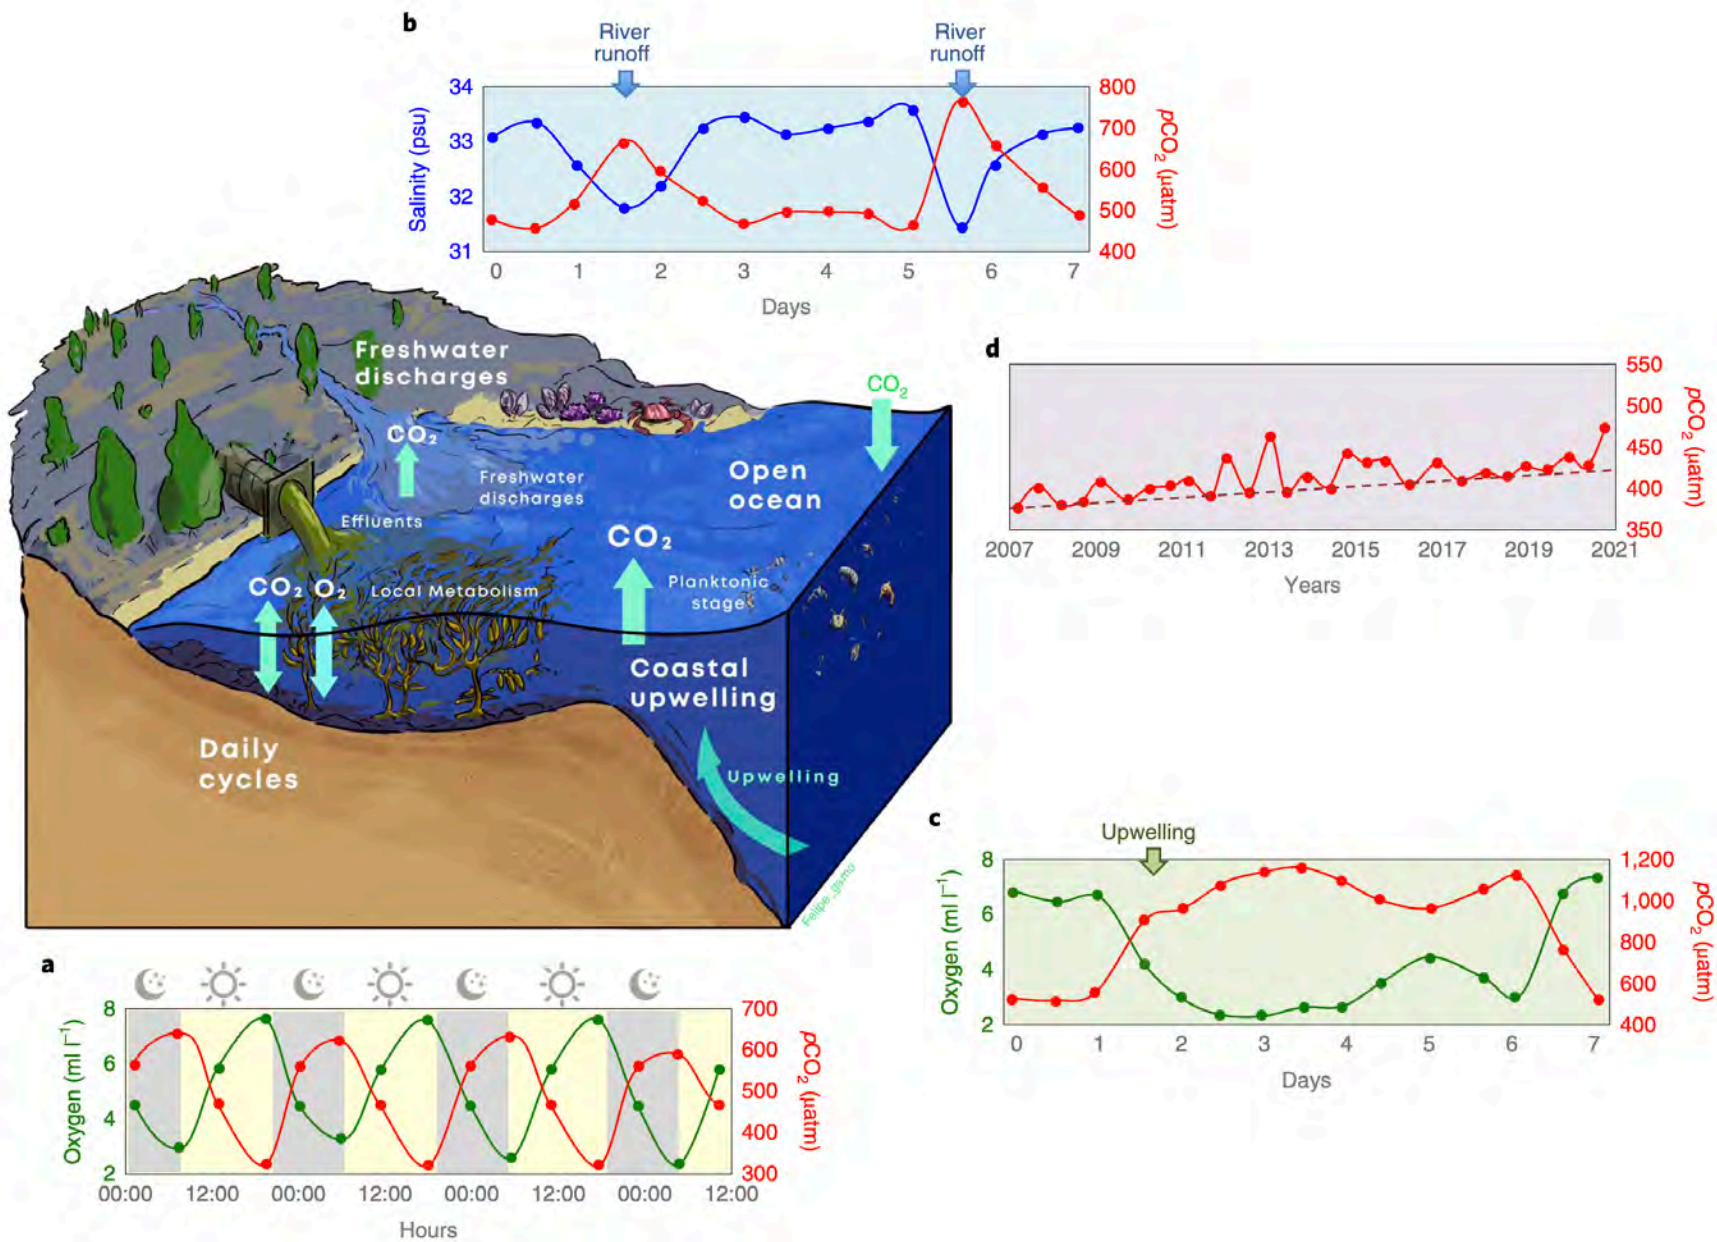 b
River
runoff
River
runoff
34
33
32
31
Salinity (psu)
800
700
600
500
400
pCO₂ (µatm)
0 1 2 3 4 5 6 7
Days
Freshwater
discharges
CO₂
CO₂
Freshwater
discharges
Effluents
Open
ocean
CO₂
CO₂ O₂
Local Metabolism
Planktonic
stage
Coastal
upwelling
Daily
cycles
Upwelling
Felipe_gamo
d
550
500
450
400
350
pCO₂ (µatm)
2007 2009 2011 2013 2015 2017 2019 2021
Years
c
Upwelling
8
6
4
2
Oxygen (ml l⁻¹)
1,200
1,000
800
600
400
pCO₂ (µatm)
0 1 2 3 4 5 6 7
Days
a
8
6
4
2
Oxygen (ml l⁻¹)
700
600
500
400
300
pCO₂ (µatm)
00:00 12:00 00:00 12:00 00:00 12:00 00:00 12:00
Hours